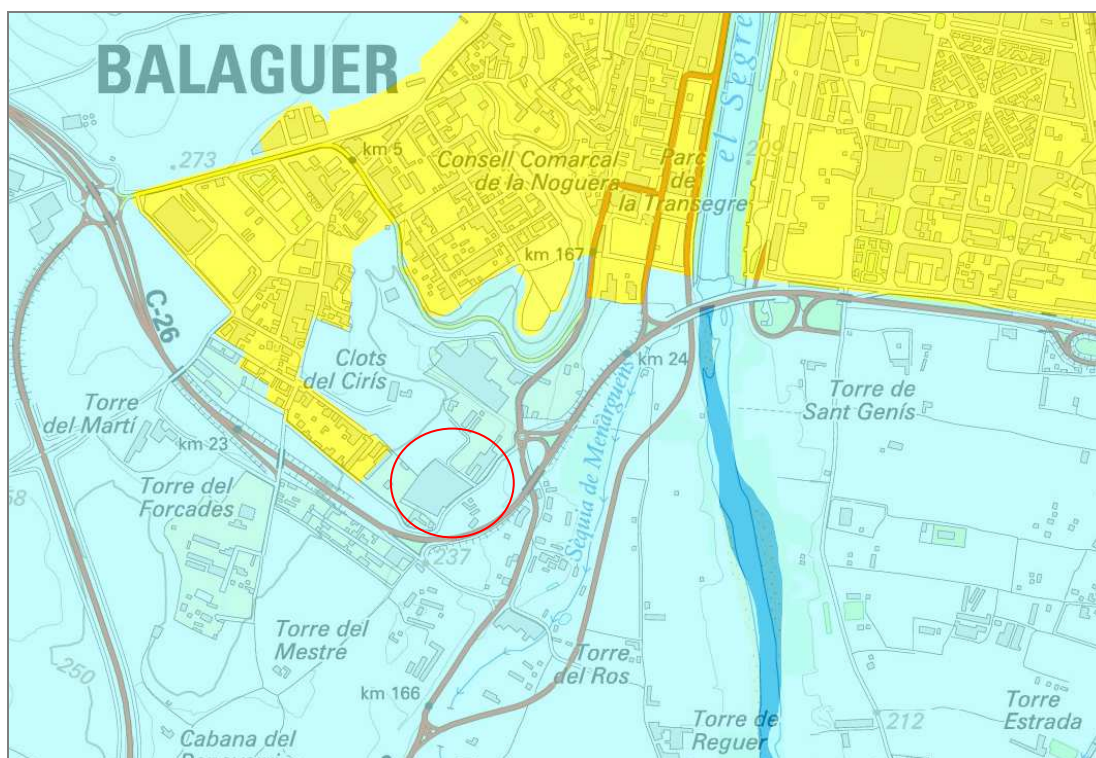 BALAGUER
el Segre
273
km 5
209
Consell Comarcal
de la Noguera
Parc
de
la Transegre
km 167
C-26
Clots
del Cirís
km 24
Torre
del Martí
km 23
Torre de
Sant Genís
Torre del
Forcades
Sèquia de Menàrguens
237
Torre del
Mestre
250
Torre
del Ros
km 166
Torre de
Reguer
212
Torre
Estrada
Cabana del